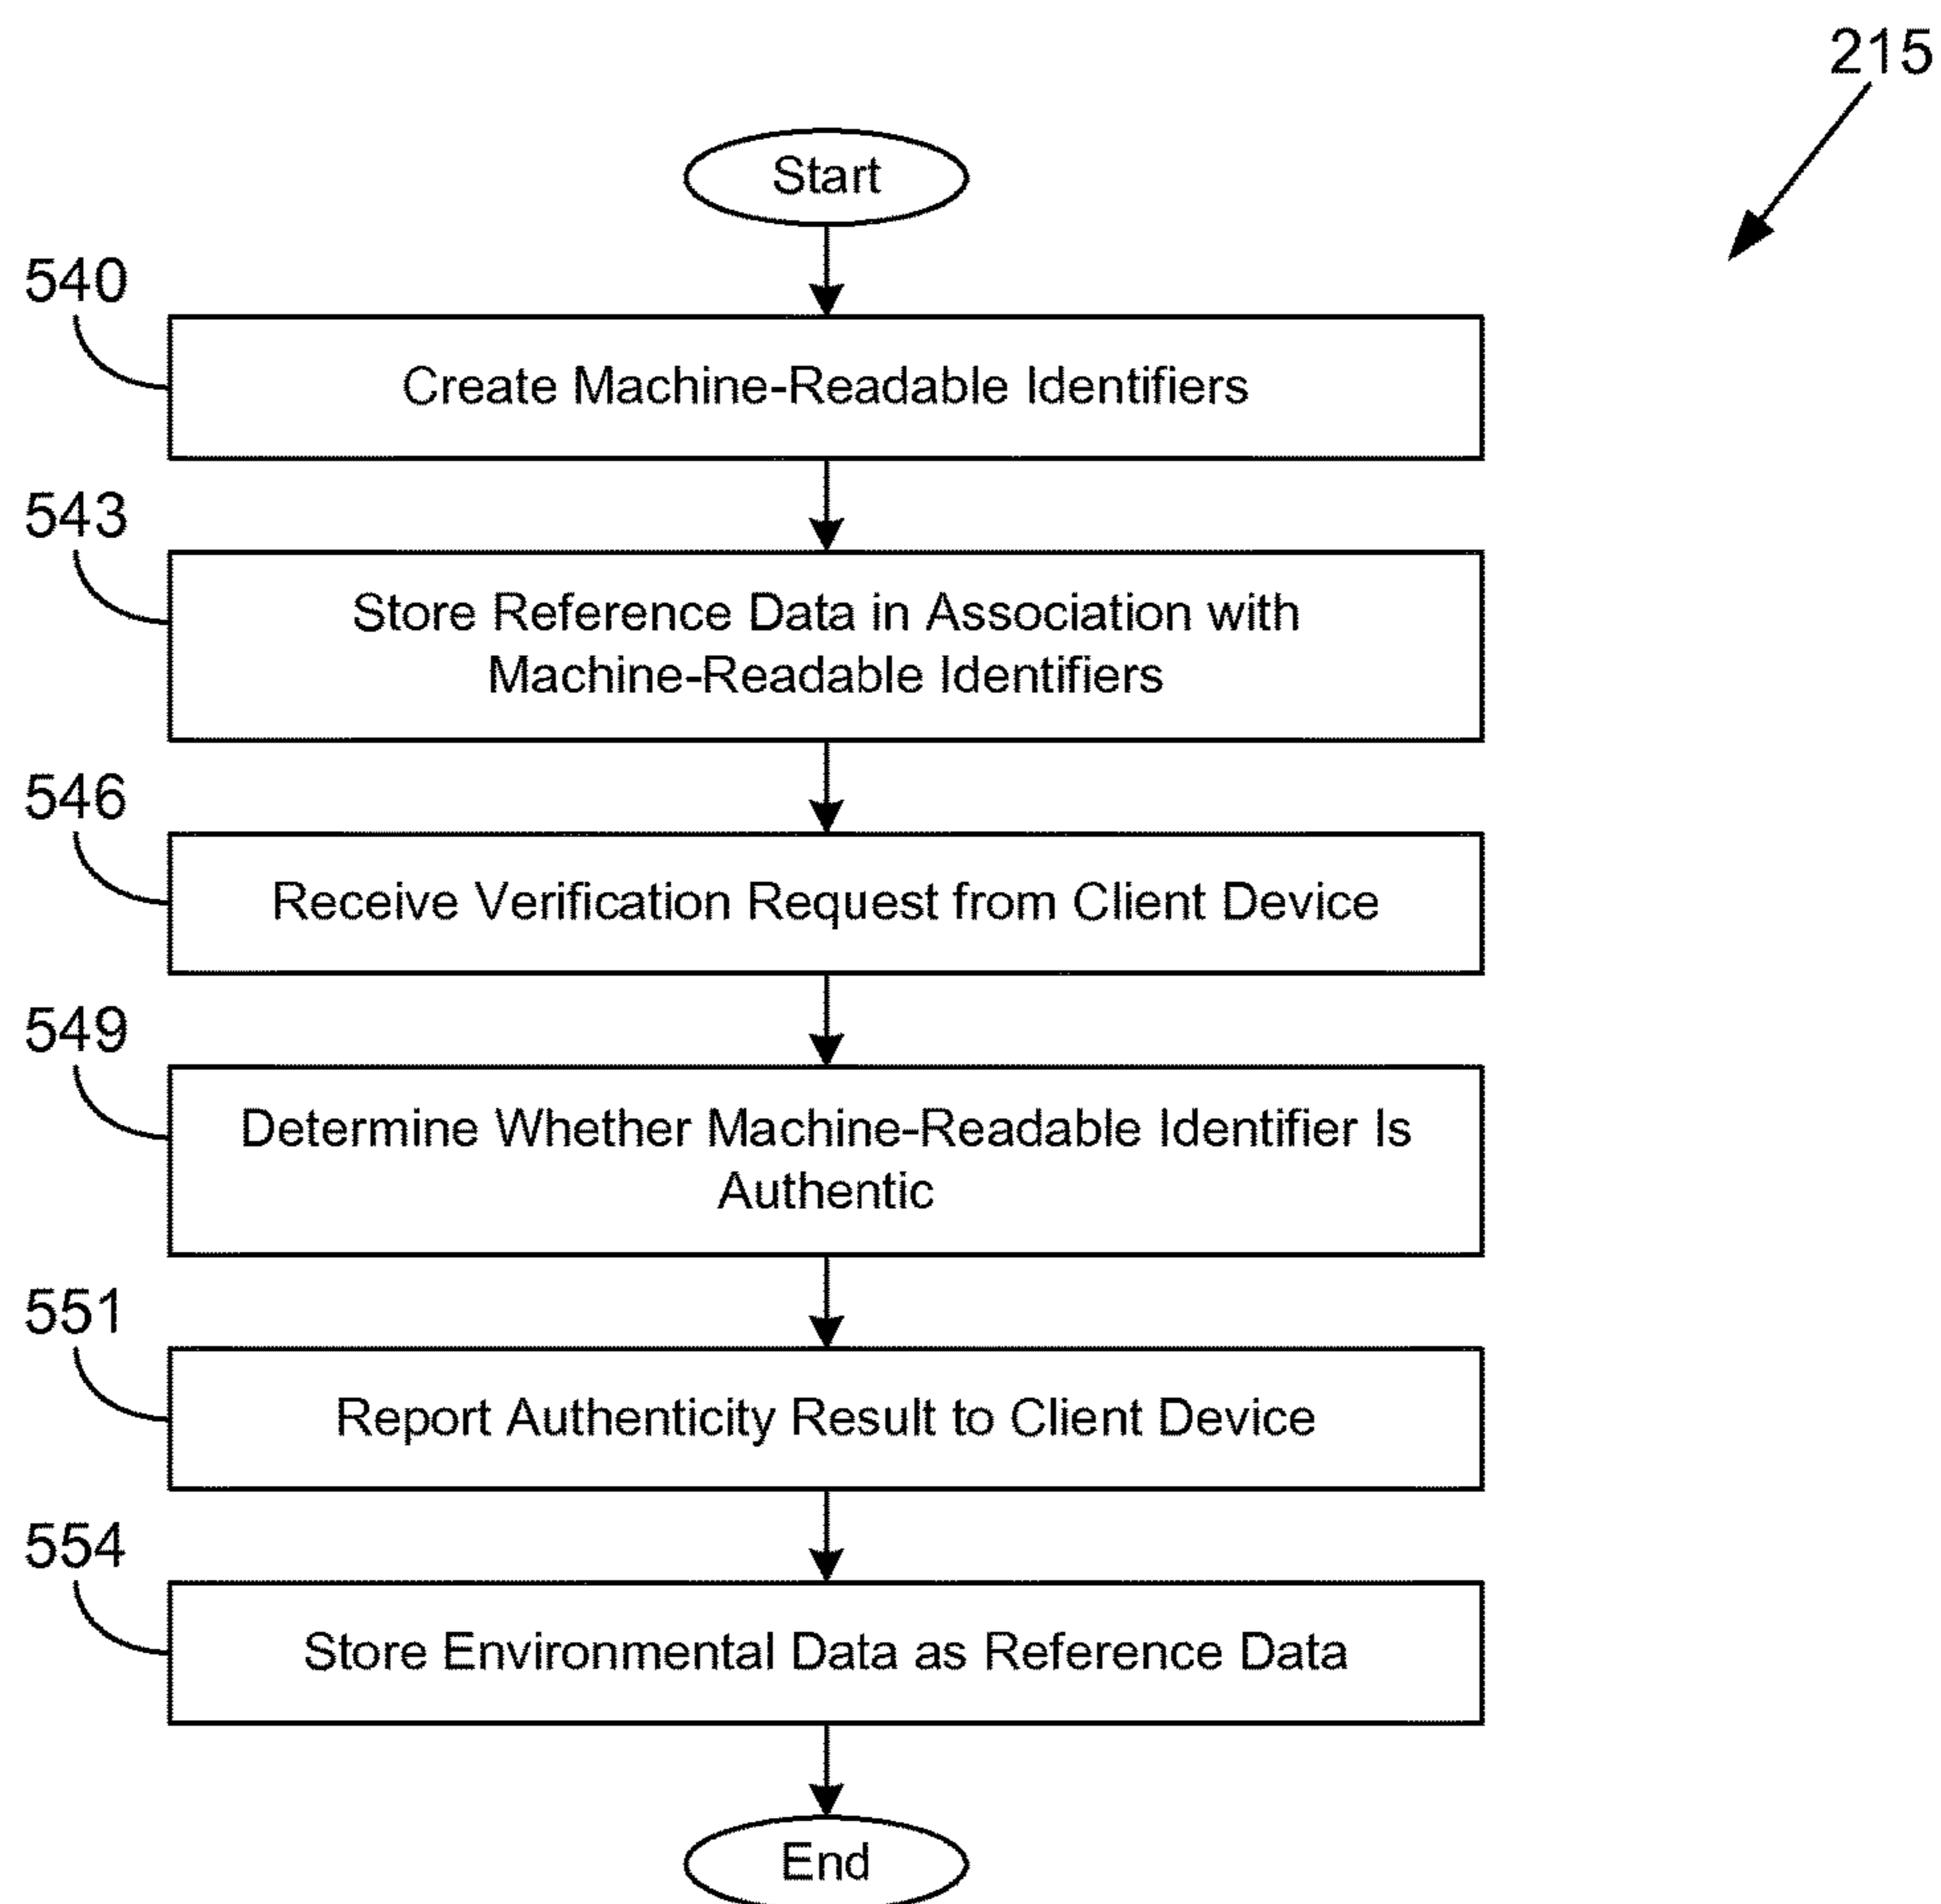 215
Start
540
Create Machine-Readable Identifiers
543
Store Reference Data in Association with
Machine-Readable Identifiers
546
Receive Verification Request from Client Device
549
Determine Whether Machine-Readable Identifier Is
Authentic
551
Report Authenticity Result to Client Device
554
Store Environmental Data as Reference Data
End